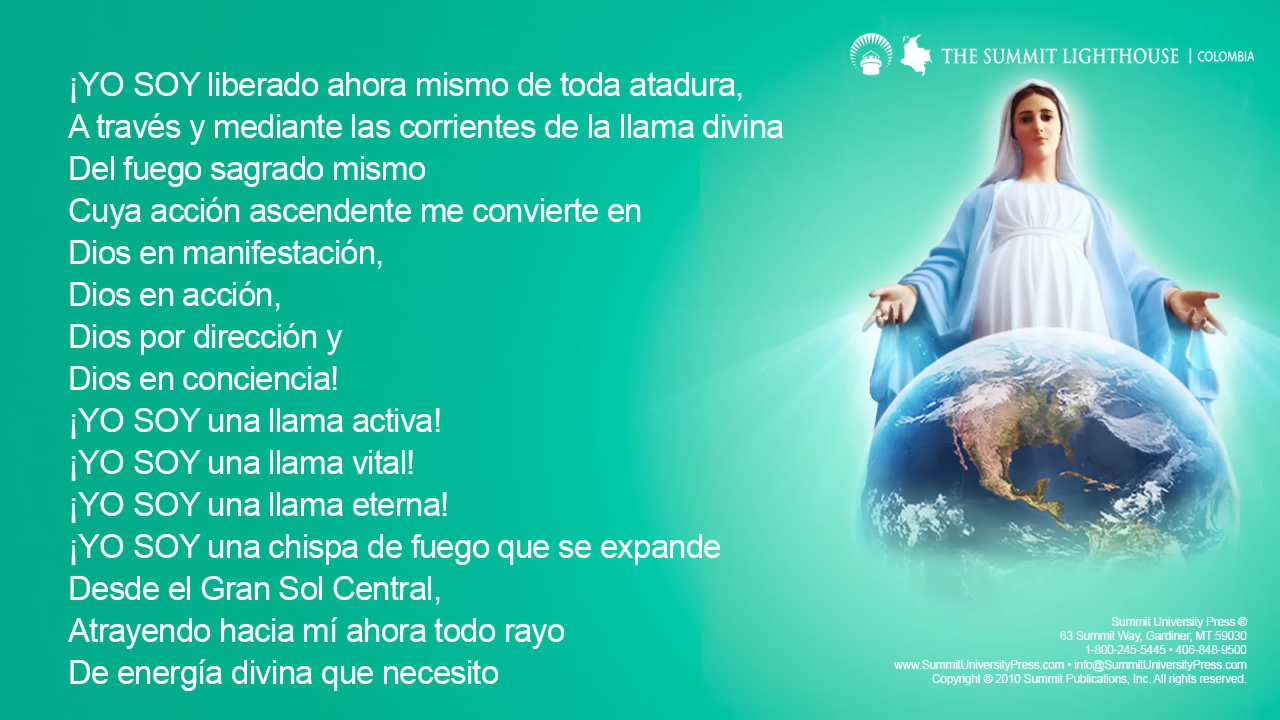 THE SUMMIT LIGHTHOUSE | COLOMBIA
¡YO SOY liberado ahora mismo de toda atadura,
A través y mediante las corrientes de la llama divina
Del fuego sagrado mismo
Cuya acción ascendente me convierte en
Dios en manifestación,
Dios en acción,
Dios por dirección y
Dios en conciencia!
¡YO SOY una llama activa!
¡YO SOY una llama vital!
¡YO SOY una llama eterna!
¡YO SOY una chispa de fuego que se expande
Desde el Gran Sol Central,
Atrayendo hacia mí ahora todo rayo
De energía divina que necesito
Summit University Press ®
63 Summit Way, Gardiner, MT 59030
1-800-245-5445 • 406-848-9500
www.SummitUniversityPress.com • info@SummitUniversityPress.com
Copyright © 2010 Summit Publications, Inc. All rights reserved.